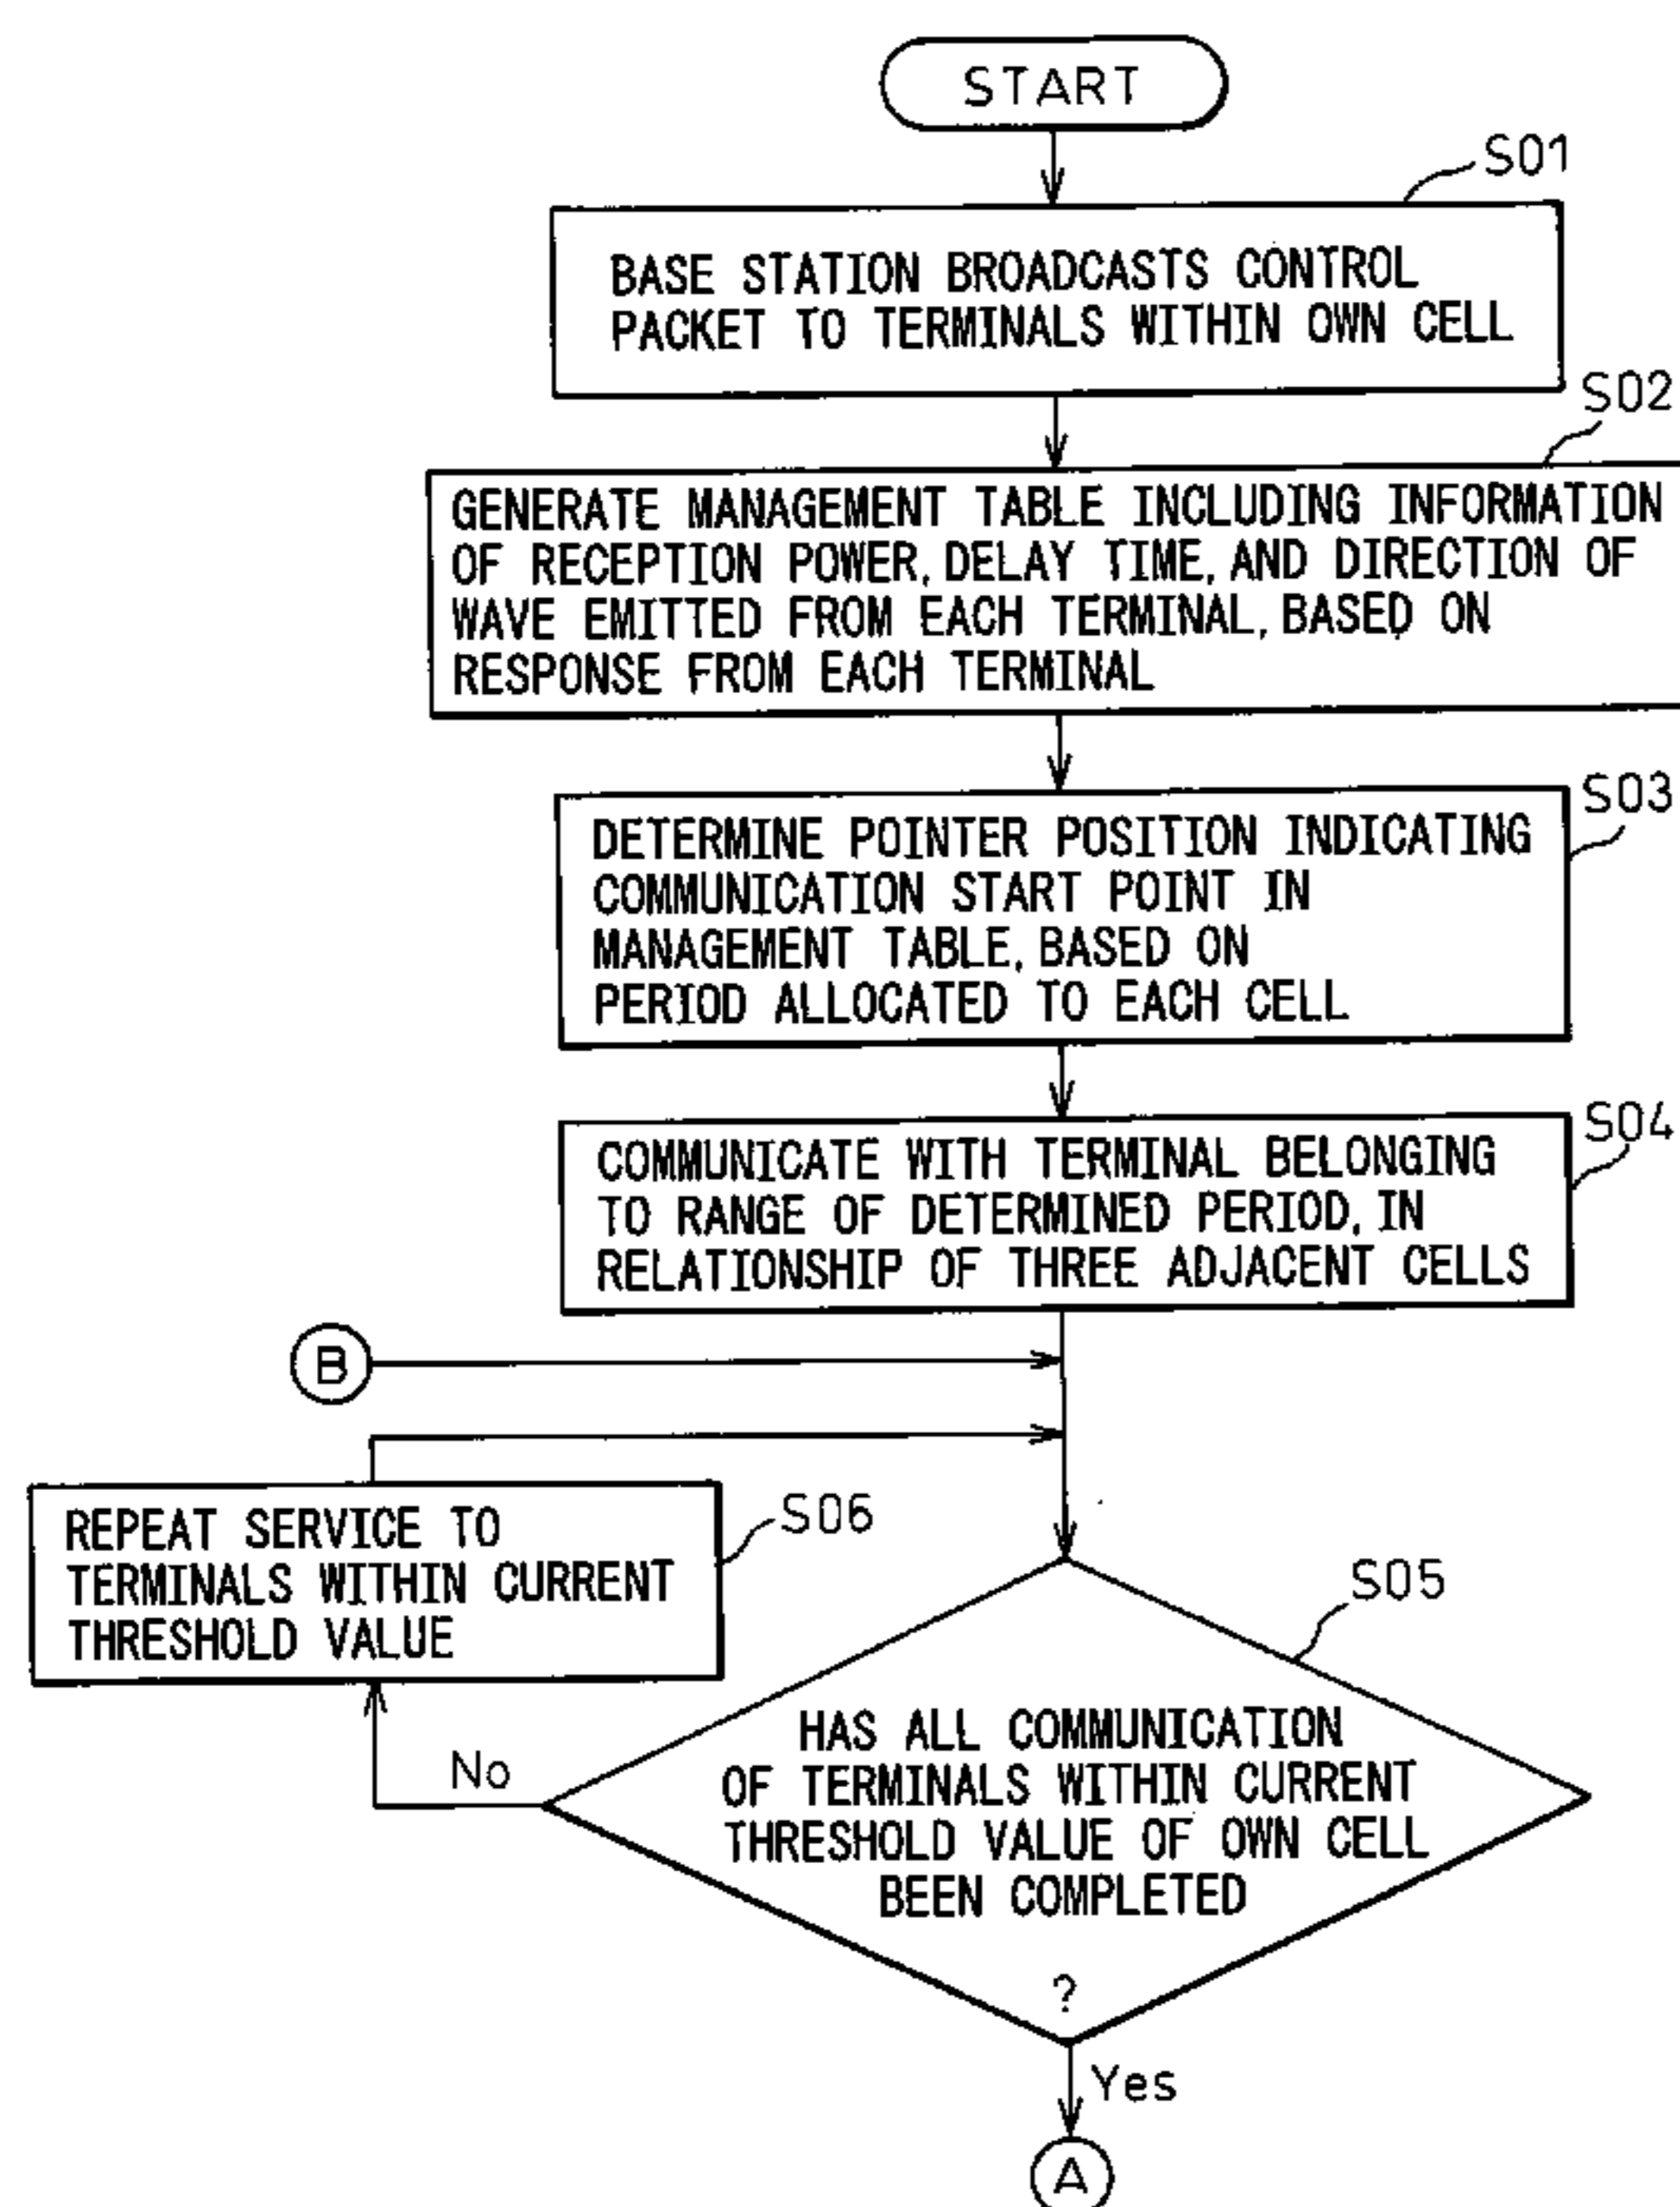 START
S01
BASE STATION BROADCASTS CONTROL
PACKET TO TERMINALS WITHIN OWN CELL
S02
GENERATE MANAGEMENT TABLE INCLUDING INFORMATION
OF RECEPTION POWER, DELAY TIME, AND DIRECTION OF
WAVE EMITTED FROM EACH TERMINAL, BASED ON
RESPONSE FROM EACH TERMINAL
S03
DETERMINE POINTER POSITION INDICATING
COMMUNICATION START POINT IN
MANAGEMENT TABLE, BASED ON
PERIOD ALLOCATED TO EACH CELL
S04
COMMUNICATE WITH TERMINAL BELONGING
TO RANGE OF DETERMINED PERIOD, IN
RELATIONSHIP OF THREE ADJACENT CELLS
B
S06
REPEAT SERVICE TO
TERMINALS WITHIN CURRENT
THRESHOLD VALUE
S05
HAS ALL COMMUNICATION
OF TERMINALS WITHIN CURRENT
THRESHOLD VALUE OF OWN CELL
BEEN COMPLETED
?
No
Yes
A